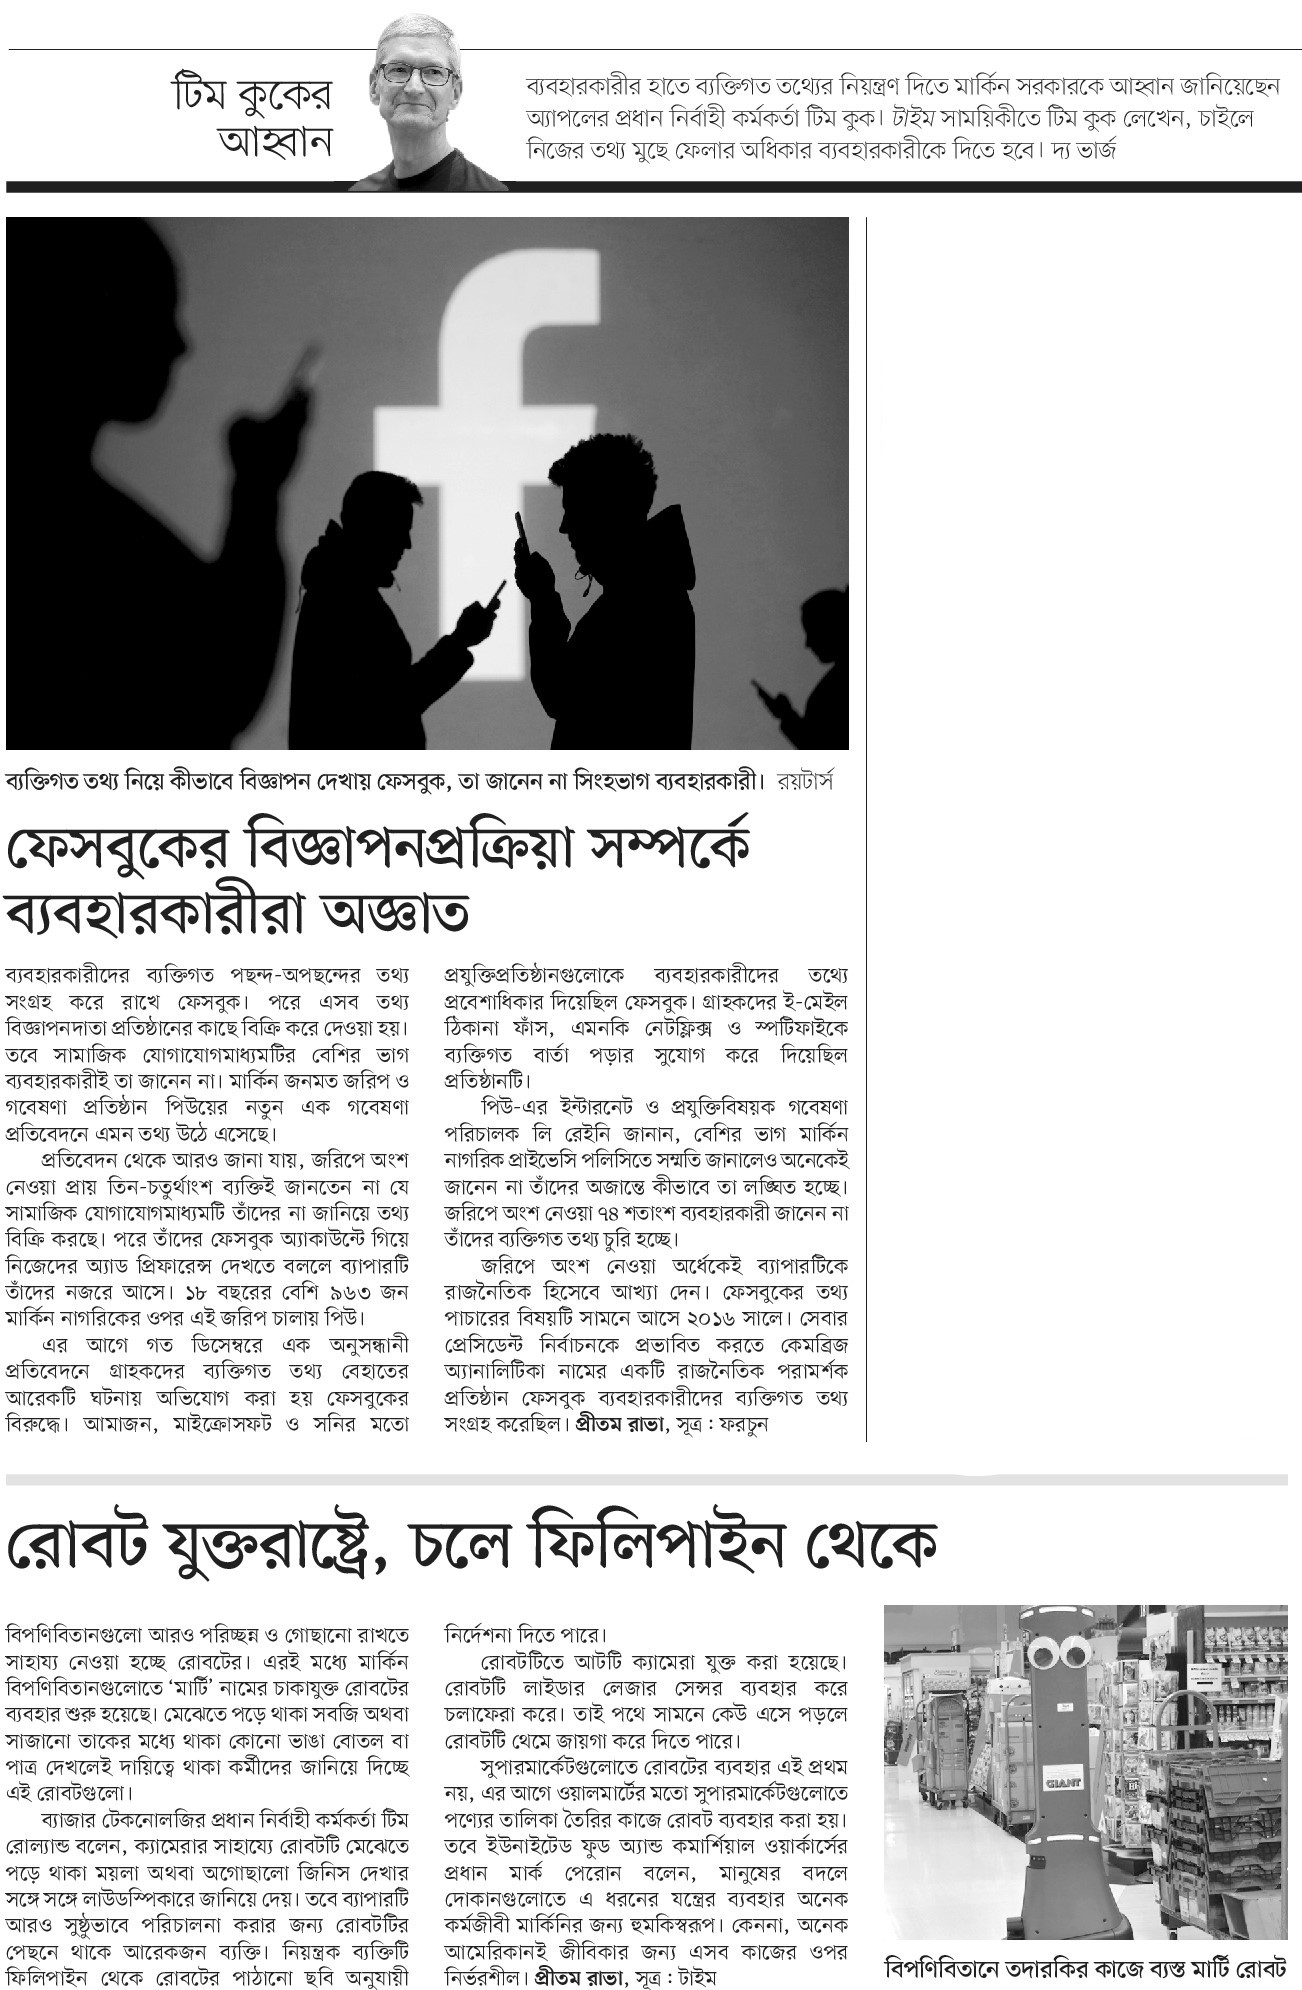 টিম কুকের
আহ্বান
ব্যবহারকারীর হাতে ব্যক্তিগত তথ্যের নিয়ন্ত্রণ দিতে মার্কিন সরকারকে আহ্বান জানিয়েছেন
অ্যাপলের প্রধান নির্বাহী কর্মকর্তা টিম কুক। টাইম সাময়িকীতে টিম কুক লেখেন, চাইলে
নিজের তথ্য মুছে ফেলার অধিকার ব্যবহারকারীকে দিতে হবে। দ্য ভার্জ
ব্যক্তিগত তথ্য নিয়ে কীভাবে বিজ্ঞাপন দেখায় ফেসবুক, তা জানেন না সিংহভাগ ব্যবহারকারী। রয়টার্স
ফেসবুকের বিজ্ঞাপনপ্রক্রিয়া সম্পর্কে
ব্যবহারকারীরা অজ্ঞাত
ব্যবহারকারীদের ব্যক্তিগত পছন্দ-অপছন্দের তথ্য
সংগ্রহ করে রাখে ফেসবুক। পরে এসব তথ্য
বিজ্ঞাপনদাতা প্রতিষ্ঠানের কাছে বিক্রি করে দেওয়া হয়।
তবে সামাজিক যোগাযোগমাধ্যমটির বেশির ভাগ
ব্যবহারকারীই তা জানেন না। মার্কিন জনমত জরিপ ও
গবেষণা প্রতিষ্ঠান পিউয়ের নতুন এক গবেষণা
প্রতিবেদনে এমন তথ্য উঠে এসেছে।
প্রতিবেদন থেকে আরও জানা যায়, জরিপে অংশ
নেওয়া প্রায় তিন-চতুর্থাংশ ব্যক্তিই জানতেন না যে
সামাজিক যোগাযোগমাধ্যমটি তাঁদের না জানিয়ে তথ্য
বিক্রি করছে। পরে তাঁদের ফেসবুক অ্যাকাউন্টে গিয়ে
নিজেদের অ্যাড প্রিফারেন্স দেখতে বললে ব্যাপারটি
তাঁদের নজরে আসে। ১৮ বছরের বেশি ৯৬৩ জন
মার্কিন নাগরিকের ওপর এই জরিপ চালায় পিউ।
এর আগে গত ডিসেম্বরে এক অনুসন্ধানী
প্রতিবেদনে গ্রাহকদের ব্যক্তিগত তথ্য বেহাতের
আরেকটি ঘটনায় অভিযোগ করা হয় ফেসবুকের
বিরুদ্ধে। আমাজন, মাইক্রোসফট ও সনির মতো
প্রযুক্তিপ্রতিষ্ঠানগুলোকে ব্যবহারকারীদের তথ্যে
প্রবেশাধিকার দিয়েছিল ফেসবুক। গ্রাহকদের ই-মেইল
ঠিকানা ফাঁস, এমনকি নেটফ্লিক্স ও স্পটিফাইকে
ব্যক্তিগত বার্তা পড়ার সুযোগ করে দিয়েছিল
প্রতিষ্ঠানটি।
পিউ-এর ইন্টারনেট ও প্রযুক্তিবিষয়ক গবেষণা
পরিচালক লি রেইনি জানান, বেশির ভাগ মার্কিন
নাগরিক প্রাইভেসি পলিসিতে সম্মতি জানালেও অনেকেই
জানেন না তাঁদের অজান্তে কীভাবে তা লঙ্ঘিত হচ্ছে।
জরিপে অংশ নেওয়া ৭৪ শতাংশ ব্যবহারকারী জানেন না
তাঁদের ব্যক্তিগত তথ্য চুরি হচ্ছে।
জরিপে অংশ নেওয়া অর্ধেকেই ব্যাপারটিকে
রাজনৈতিক হিসেবে আখ্যা দেন। ফেসবুকের তথ্য
পাচারের বিষয়টি সামনে আসে ২০১৬ সালে। সেবার
প্রেসিডেন্ট নির্বাচনকে প্রভাবিত করতে কেমব্রিজ
অ্যানালিটিকা নামের একটি রাজনৈতিক পরামর্শক
প্রতিষ্ঠান ফেসবুক ব্যবহারকারীদের ব্যক্তিগত তথ্য
সংগ্রহ করেছিল। প্রীতম রাভা, সূত্র : ফরচুন
রোবট যুক্তরাষ্ট্রে, চলে ফিলিপাইন থেকে
বিপণিবিতানগুলো আরও পরিচ্ছন্ন ও গোছানো রাখতে
সাহায্য নেওয়া হচ্ছে রোবটের। এরই মধ্যে মার্কিন
বিপণিবিতানগুলোতে ‘মার্টি’ নামের চাকাযুক্ত রোবটের
ব্যবহার শুরু হয়েছে। মেঝেতে পড়ে থাকা সবজি অথবা
সাজানো তাকের মধ্যে থাকা কোনো ভাঙা বোতল বা
পাত্র দেখলেই দায়িত্বে থাকা কর্মীদের জানিয়ে দিচ্ছে
এই রোবটগুলো।
ব্যাজার টেকনোলজির প্রধান নির্বাহী কর্মকর্তা টিম
রোল্যান্ড বলেন, ক্যামেরার সাহায্যে রোবটটি মেঝেতে
পড়ে থাকা ময়লা অথবা অগোছালো জিনিস দেখার
সঙ্গে সঙ্গে লাউডস্পিকারে জানিয়ে দেয়। তবে ব্যাপারটি
আরও সুষ্ঠুভাবে পরিচালনা করার জন্য রোবটটির
পেছনে থাকে আরেকজন ব্যক্তি। নিয়ন্ত্রক ব্যক্তিটি
ফিলিপাইন থেকে রোবটের পাঠানো ছবি অনুযায়ী
নির্দেশনা দিতে পারে।
রোবটটিতে আটটি ক্যামেরা যুক্ত করা হয়েছে।
রোবটটি লাইডার লেজার সেন্সর ব্যবহার করে
চলাফেরা করে। তাই পথে সামনে কেউ এসে পড়লে
রোবটটি থেমে জায়গা করে দিতে পারে।
সুপারমার্কেটগুলোতে রোবটের ব্যবহার এই প্রথম
নয়, এর আগে ওয়ালমার্টের মতো সুপারমার্কেটগুলোতে
পণ্যের তালিকা তৈরির কাজে রোবট ব্যবহার করা হয়।
তবে ইউনাইটেড ফুড অ্যান্ড কমার্শিয়াল ওয়ার্কার্সের
প্রধান মার্ক পেরোন বলেন, মানুষের বদলে
দোকানগুলোতে এ ধরনের যন্ত্রের ব্যবহার অনেক
কর্মজীবী মার্কিনির জন্য হুমকিস্বরূপ। কেননা, অনেক
আমেরিকানই জীবিকার জন্য এসব কাজের ওপর
নির্ভরশীল। প্রীতম রাভা, সূত্র : টাইম
GIANT
বিপণিবিতানে তদারকির কাজে ব্যস্ত মার্টি রোবট